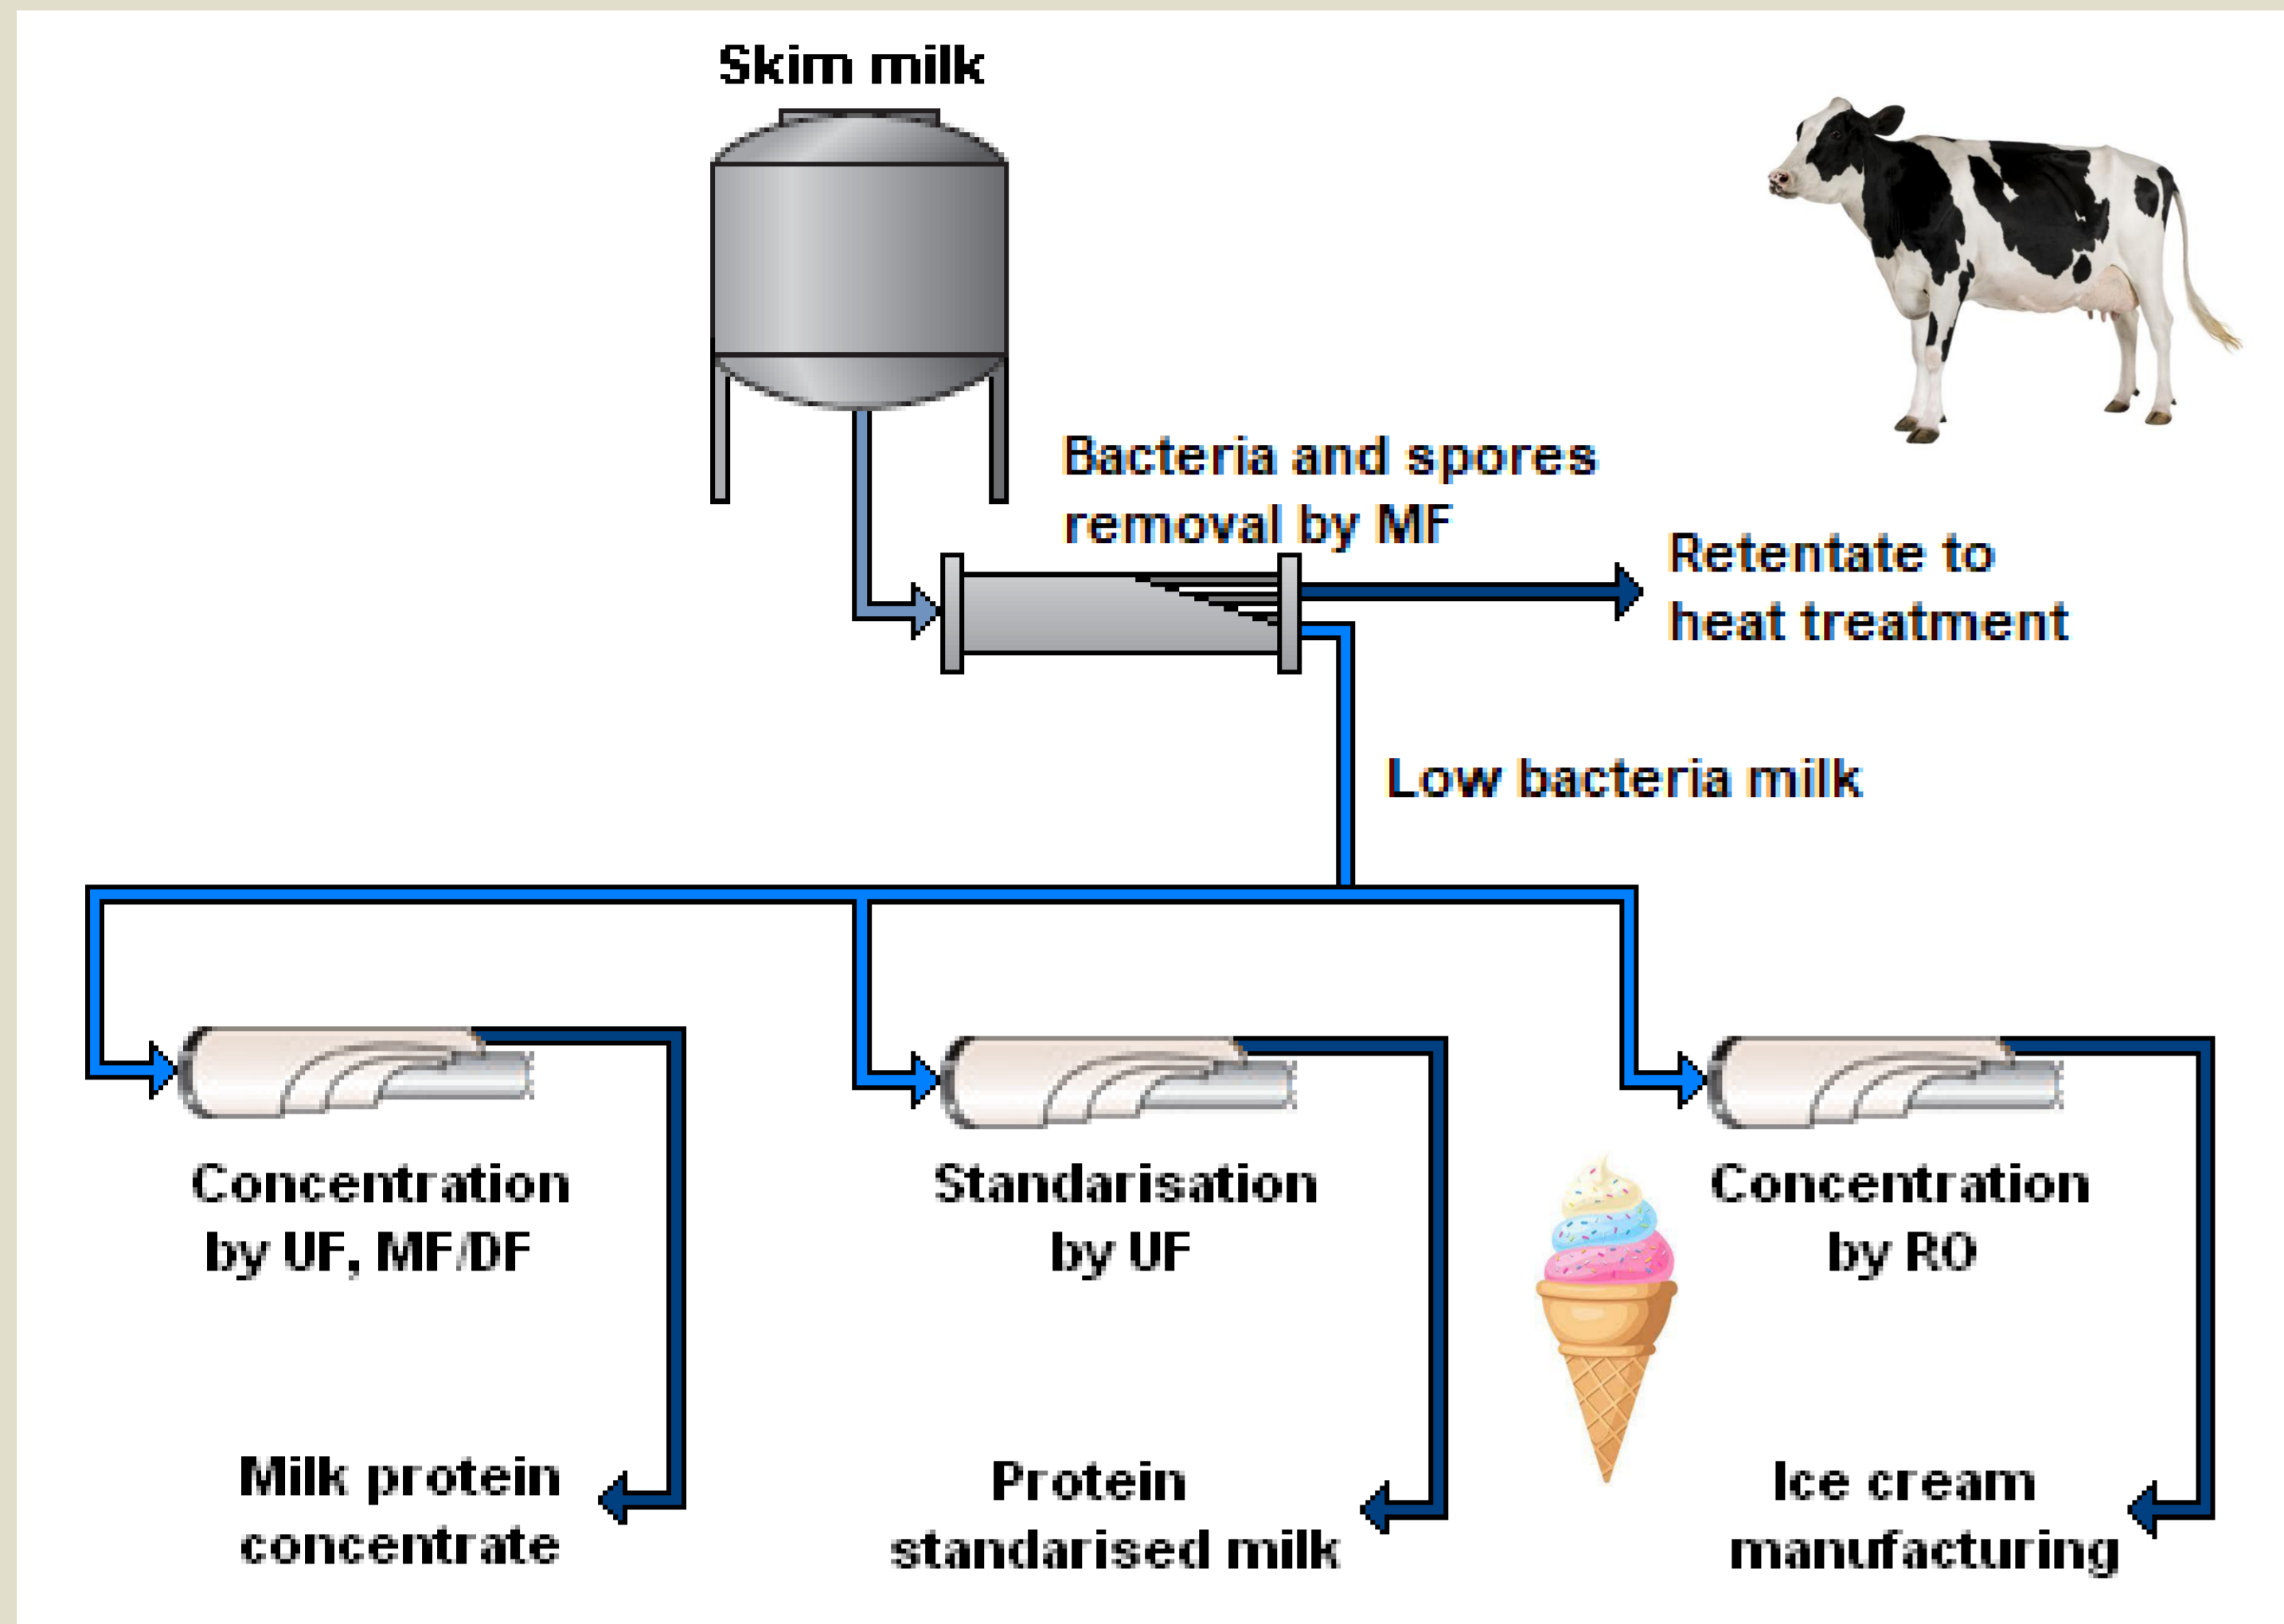 Skim milk
Bacteria and spores
removal by MF
Retentate to
heat treatment
Low bacteria milk
Concentration
by UF, MF/DF
Standarisation
by UF
Concentration
by RO
Milk protein
concentrate
Protein
standarised milk
Ice cream
manufacturing